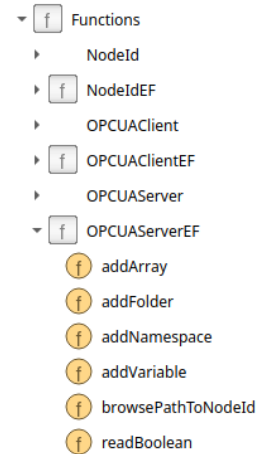 f Functions
NodeId
f NodeIdEF
OPCUAClient
f OPCUAClientEF
OPCUAServer
f OPCUAServerEF
f addArray
f addFolder
f addNamespace
f addVariable
f browsePathToNodeId
f readBoolean